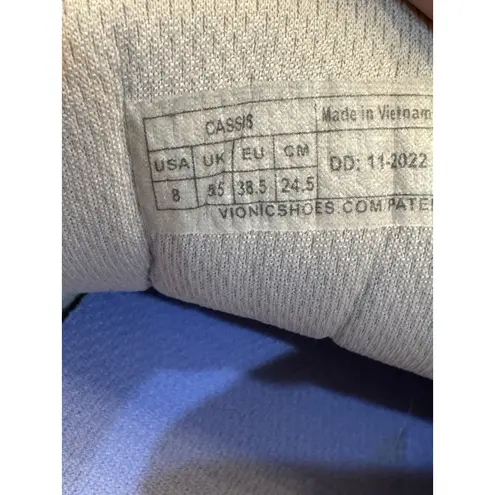 CASSIS Made in Vietnam
USA UK EU CM DD: 11-2022
8 5.5 38.5 24.5
VIONICSHOES.COM/PATE